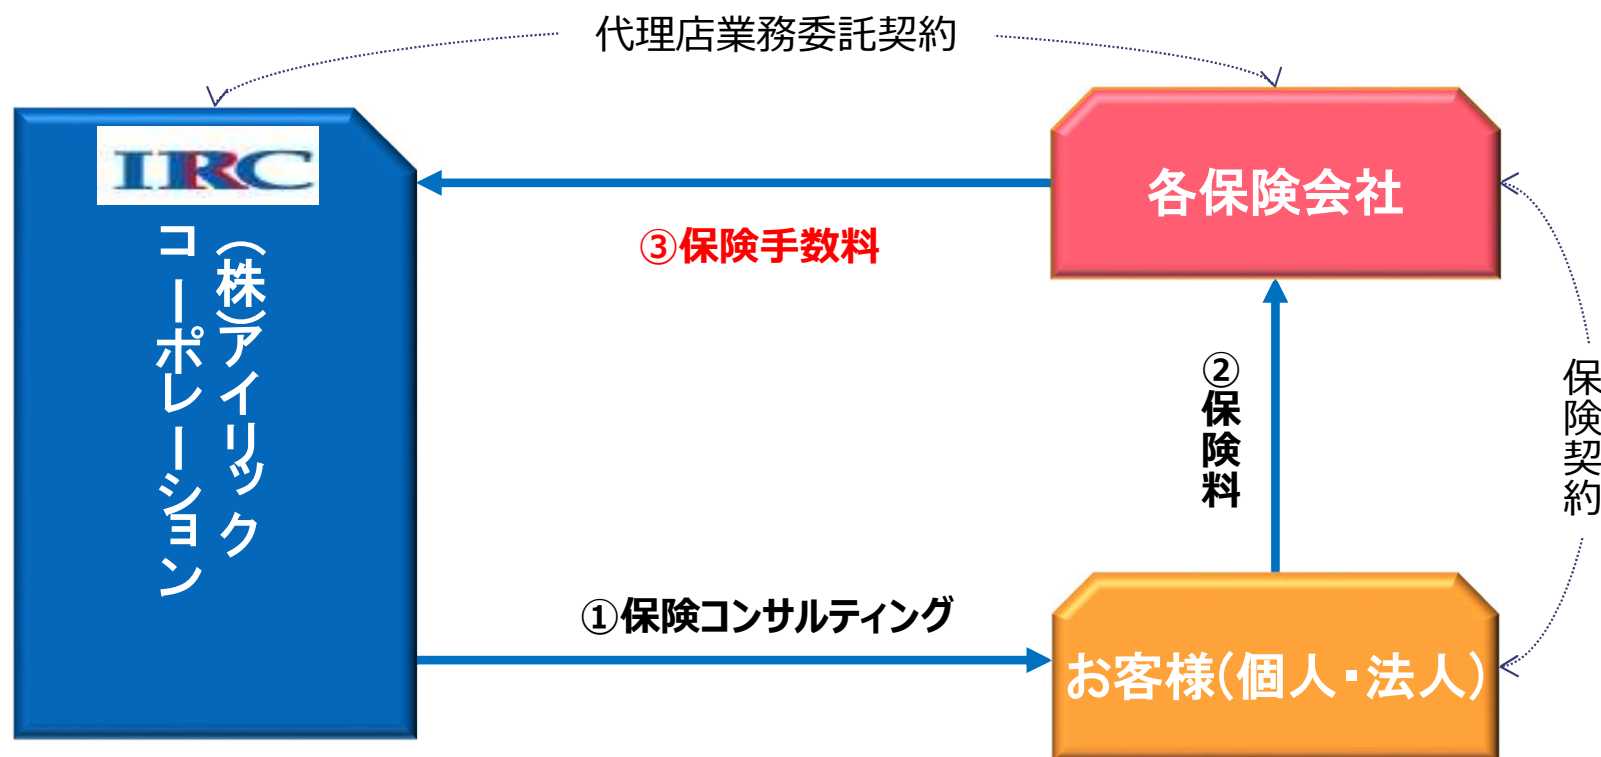 代理店業務委託契約
IRC
(株)アイリック
コーポレーション
各保険会社
③保険手数料
②保険料
保険契約
①保険コンサルティング
お客様(個人・法人)